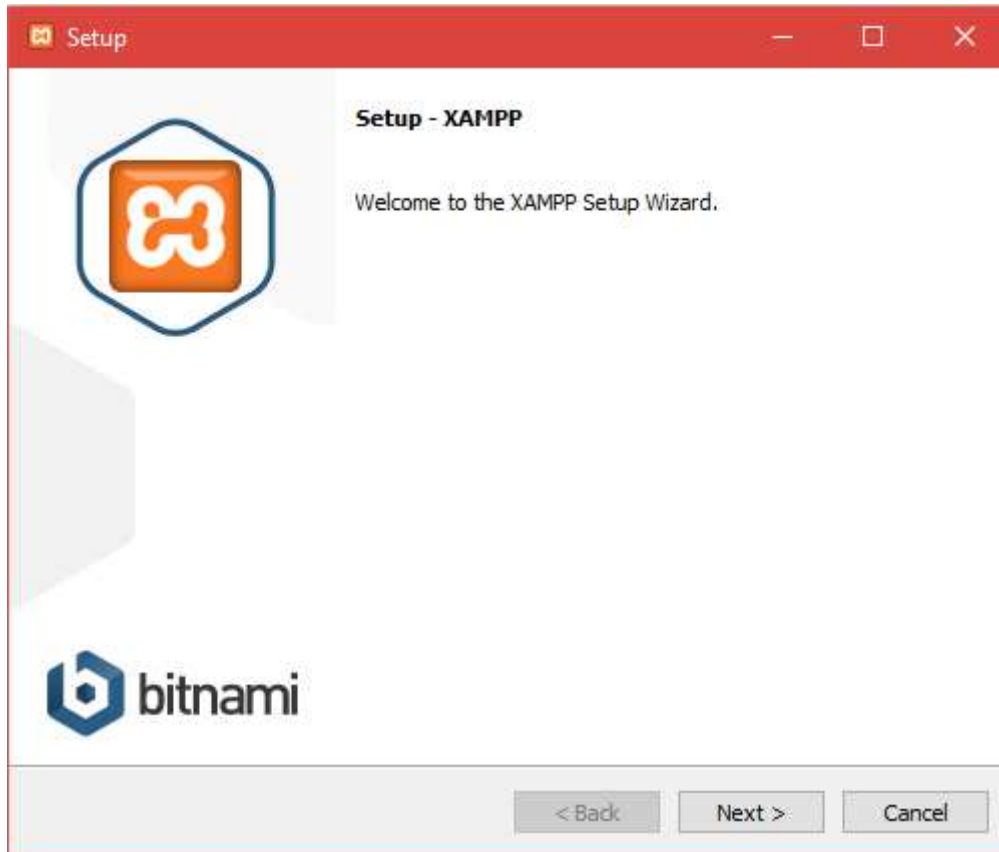 Setup
Setup - XAMPP
Welcome to the XAMPP Setup Wizard.
bitnami
< Back
Next >
Cancel